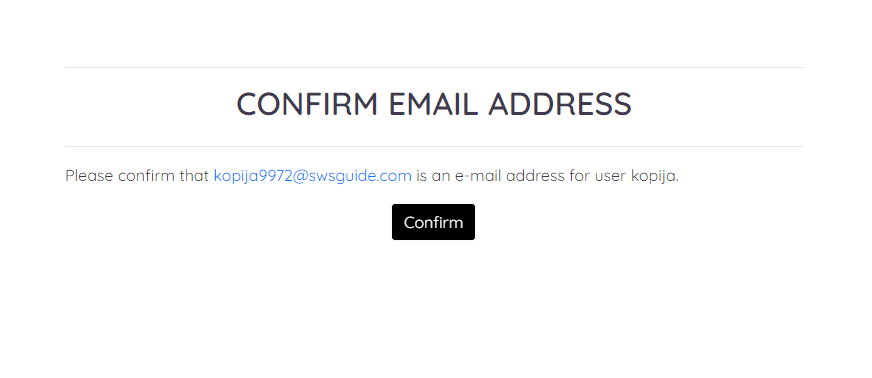 CONFIRM EMAIL ADDRESS
Please confirm that kopija9972@swsguide.com is an e-mail address for user kopija.
Confirm